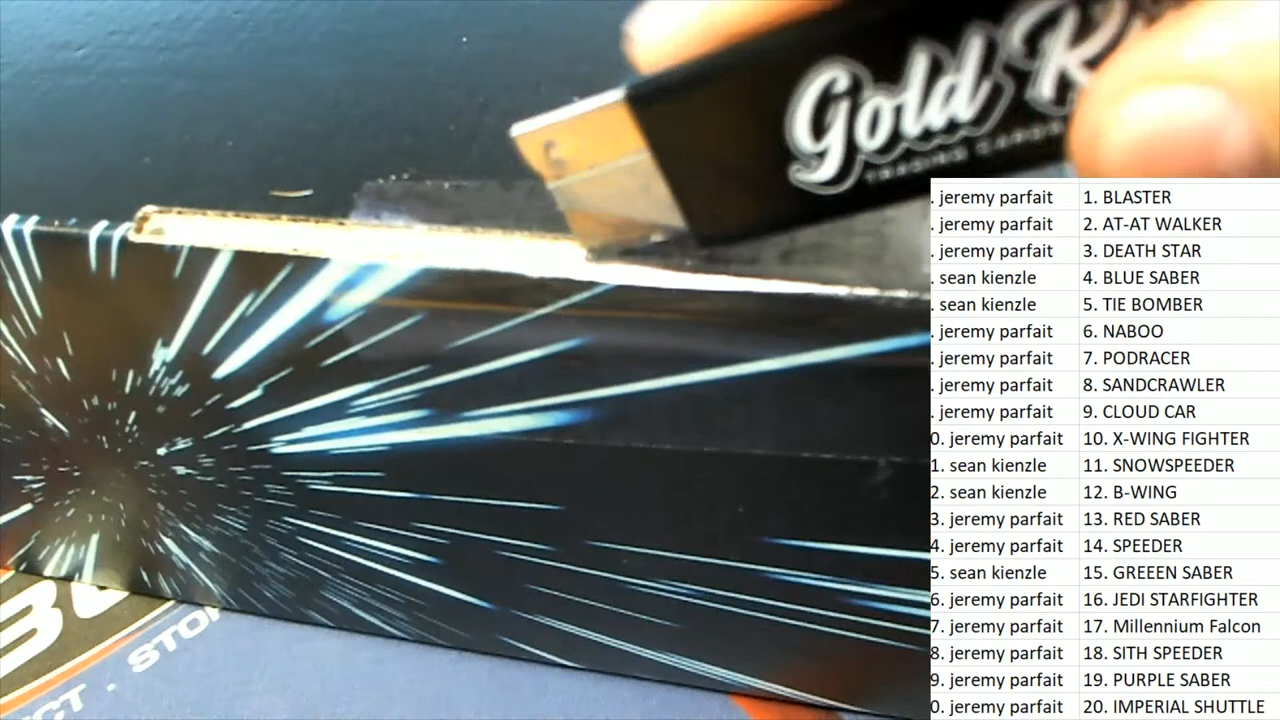 Gold
TRADING CARDS
. jeremy parfait 1. BLASTER
. jeremy parfait 2. AT-AT WALKER
. jeremy parfait 3. DEATH STAR
. sean kienzle 4. BLUE SABER
. sean kienzle 5. TIE BOMBER
. jeremy parfait 6. NABOO
. jeremy parfait 7. PODRACER
. jeremy parfait 8. SANDCRAWLER
. jeremy parfait 9. CLOUD CAR
0. jeremy parfait 10. X-WING FIGHTER
1. sean kienzle 11. SNOWSPEEDER
2. sean kienzle 12. B-WING
3. jeremy parfait 13. RED SABER
4. jeremy parfait 14. SPEEDER
5. sean kienzle 15. GREEEN SABER
6. jeremy parfait 16. JEDI STARFIGHTER
7. jeremy parfait 17. Millennium Falcon
8. jeremy parfait 18. SITH SPEEDER
9. jeremy parfait 19. PURPLE SABER
0. jeremy parfait 20. IMPERIAL SHUTTLE